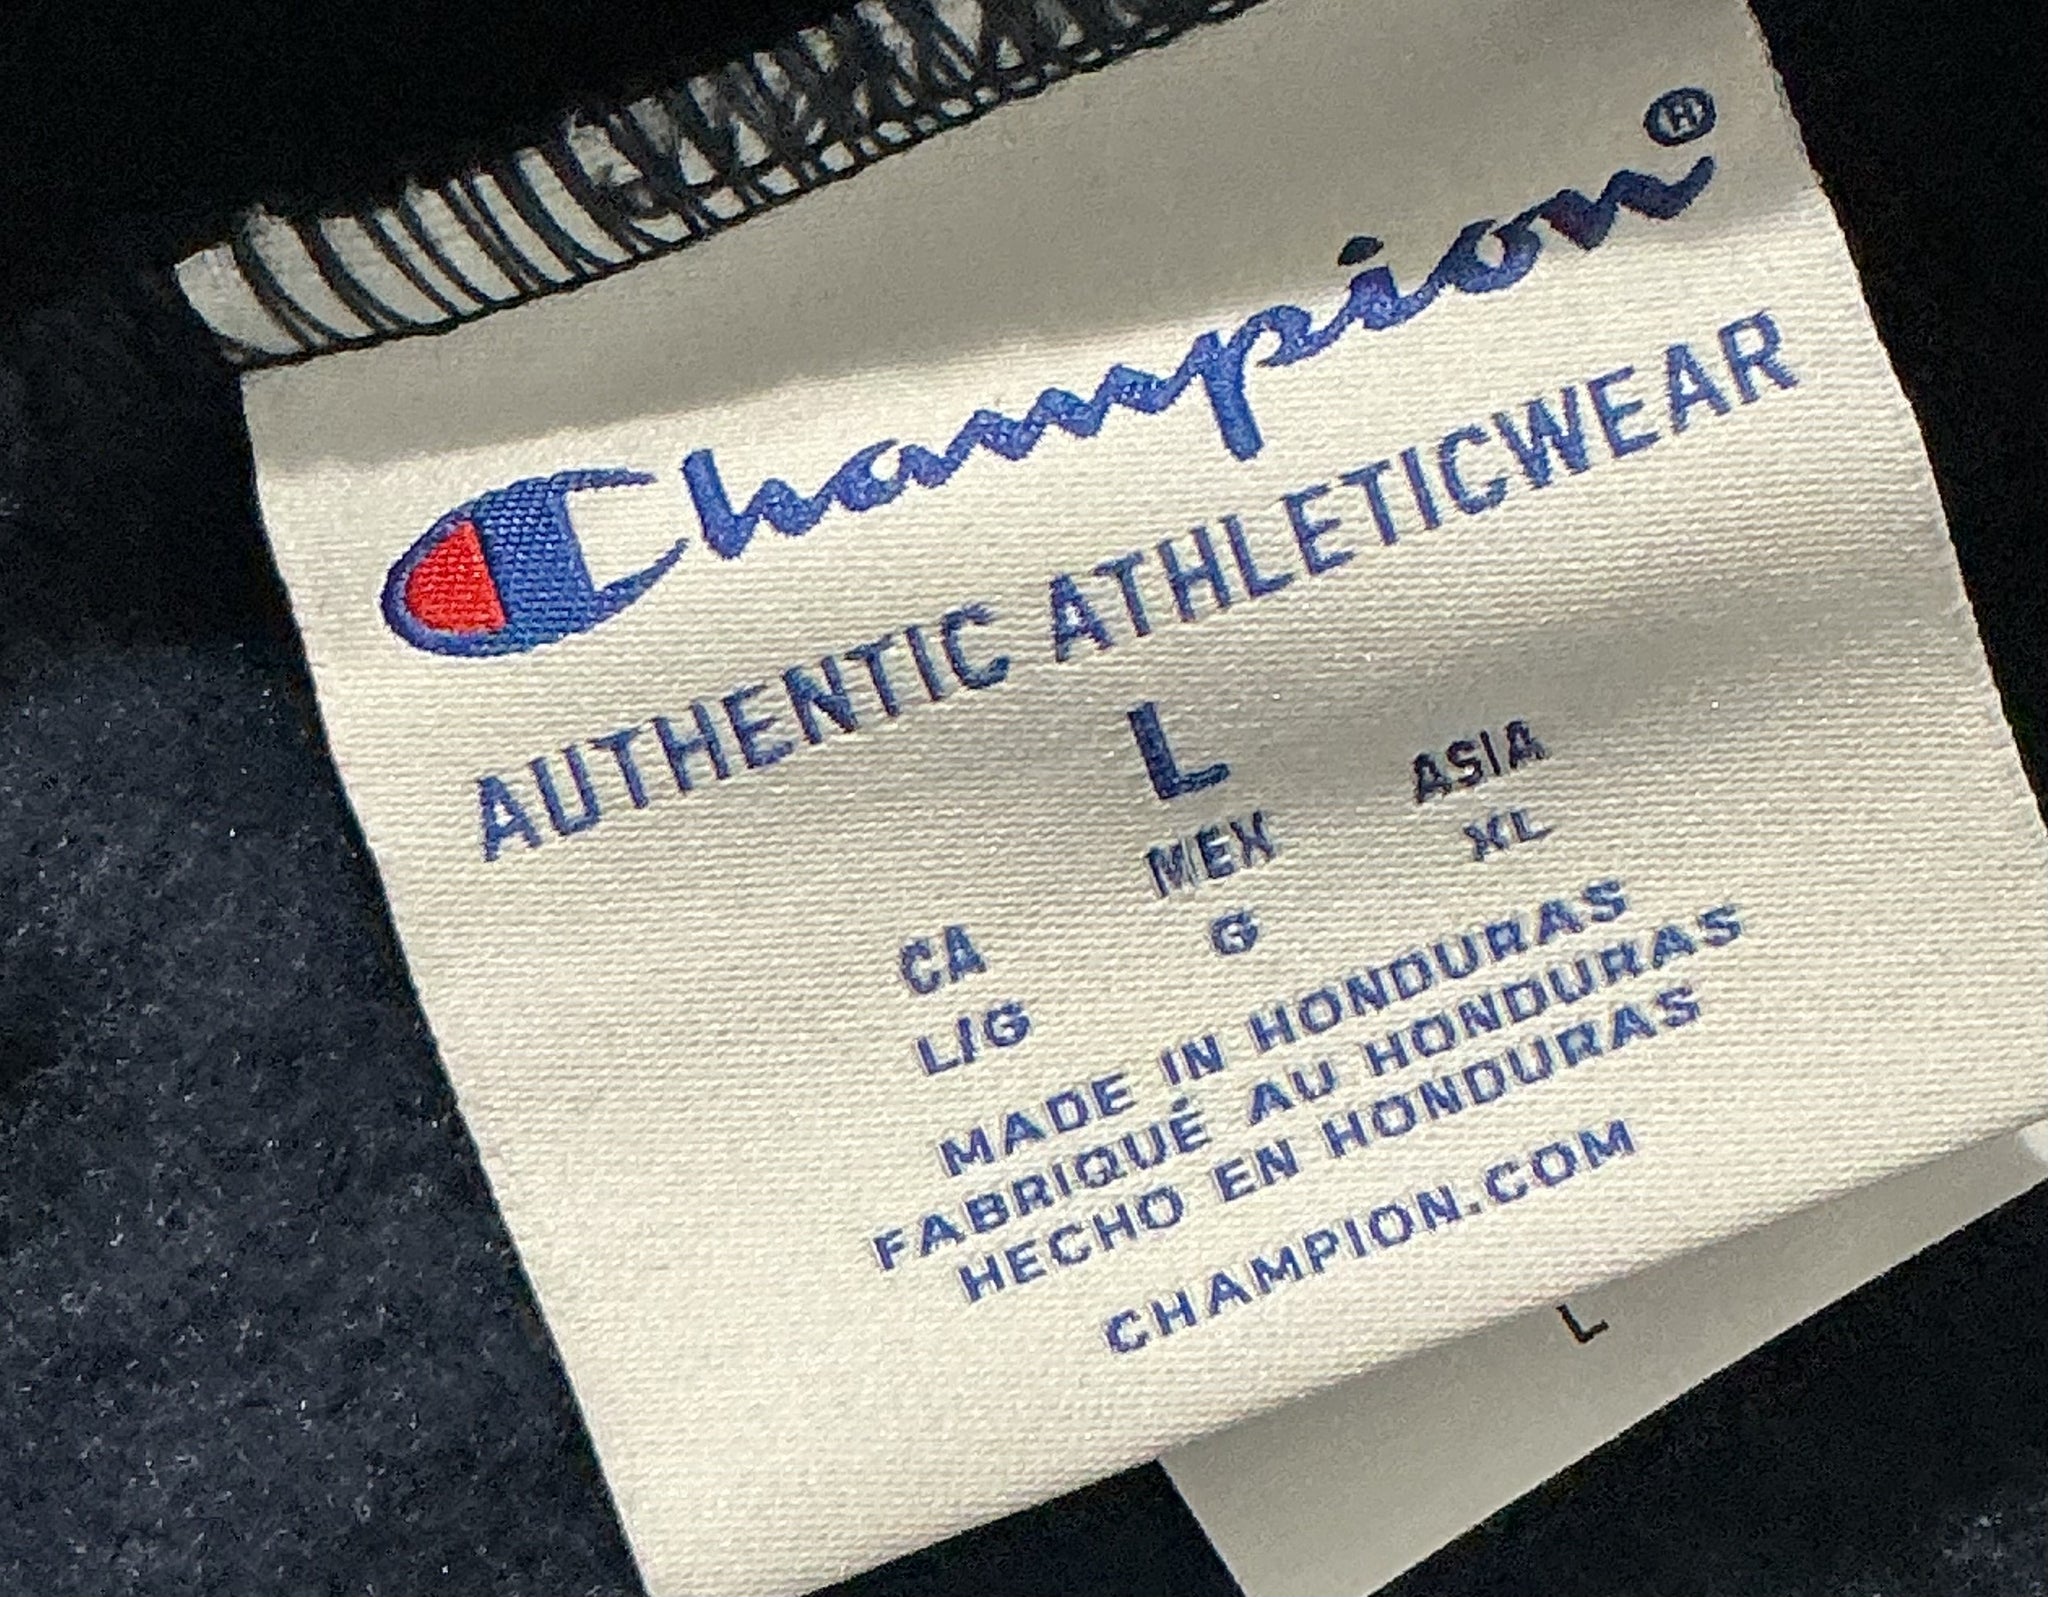 Champion®
AUTHENTIC ATHLETICWEAR
L
CA MEX ASIA
L/G G XL
MADE IN HONDURAS
FABRIQUÉ AU HONDURAS
HECHO EN HONDURAS
CHAMPION.COM
L